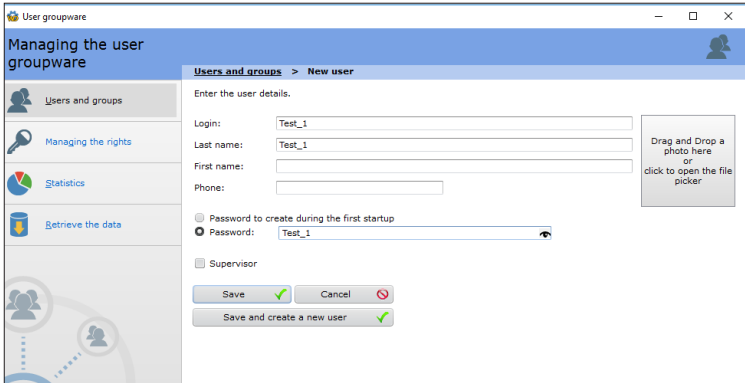 User groupware
Managing the user
groupware
Users and groups > New user
Users and groups
Managing the rights
Statistics
Retrieve the data
Enter the user details.
Login: Test_1
Last name: Test_1
First name:
Phone:
Drag and Drop a
photo here
or
click to open the file
picker
Password to create during the first startup
Password: Test_1
Supervisor
Save Cancel
Save and create a new user